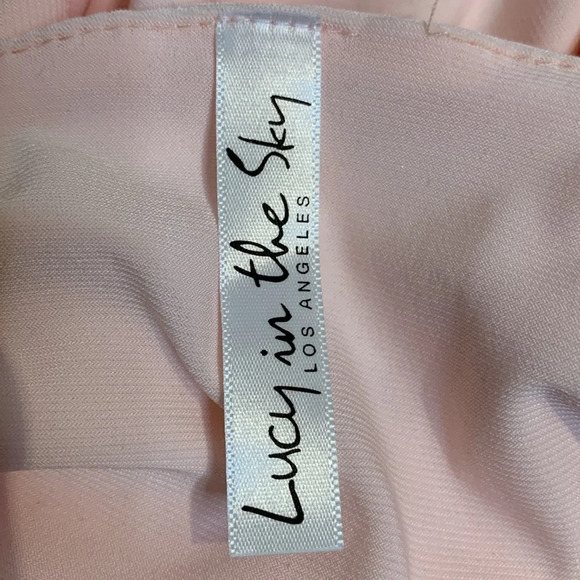 Lucy in the Sky
LOS ANGELES